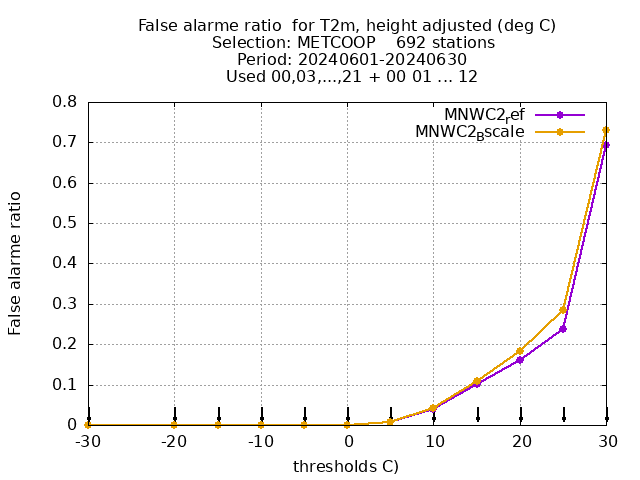 False alarme ratio  for T2m, height adjusted (deg C)
Selection: METCOOP    692 stations
Period: 20240601-20240630
Used 00,03,...,21 + 00 01 ... 12
MNWC2ref
MNWC2Bscale
0.8
0.7
0.6
0.5
0.4
0.3
0.2
0.1
0
False alarme ratio
-30
-20
-10
0
10
20
30
thresholds C)